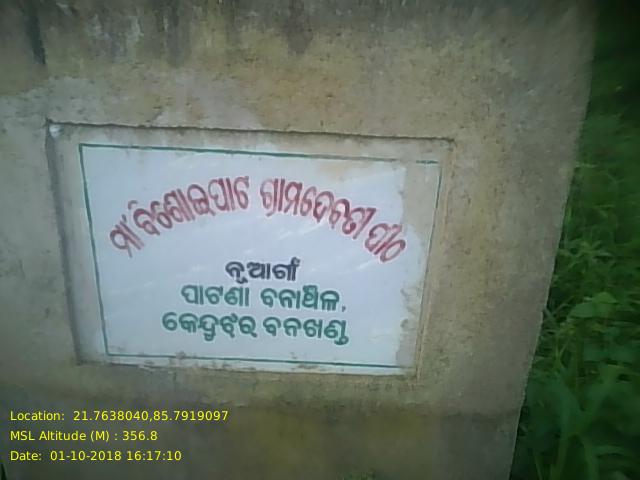 ମାଁ ବିଶୋଇପାଟ ଗ୍ରାମଦେବତୀ ପୀଠ
ନୂଆଗାଁ
ପାଟଣା ବନାଞ୍ଚଳ,
କେନ୍ଦୁଝର ବନଖଣ୍ଡ
Location: 21.7638040,85.7919097
MSL Altitude (M) : 356.8
Date: 01-10-2018 16:17:10